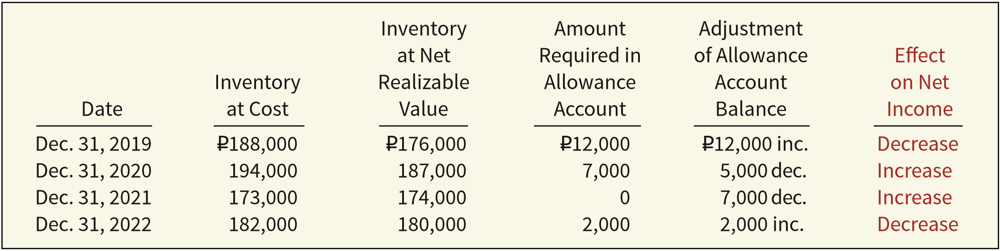 Date Inventory at Cost Inventory at Net Realizable Value Amount Required in Allowance Account Adjustment of Allowance Account Balance Effect on Net Income
Dec. 31, 2019 ₽188,000 ₽176,000 ₽12,000 ₽12,000 inc. Decrease
Dec. 31, 2020 194,000 187,000 7,000 5,000 dec. Increase
Dec. 31, 2021 173,000 174,000 0 7,000 dec. Increase
Dec. 31, 2022 182,000 180,000 2,000 2,000 inc. Decrease